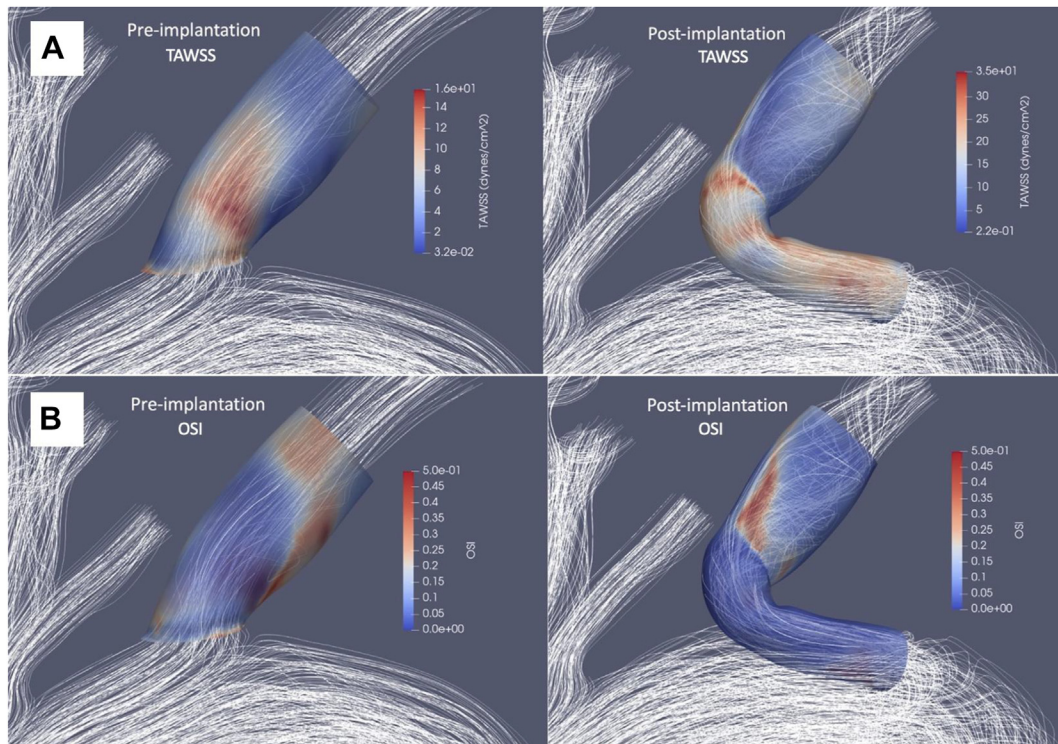 A
Pre-implantation
TAWSS
1.6e+01
14
12
10
8
6
4
2
3.2e-02
TAWSS (dynes/cm^2)
Post-implantation
TAWSS
3.5e+01
30
25
20
15
10
5
2.2e-01
TAWSS (dynes/cm^2)
B
Pre-implantation
OSI
5.0e-01
0.45
0.4
0.35
0.3
0.25
0.2
0.15
0.1
0.05
0.0e+00
OSI
Post-implantation
OSI
5.0e-01
0.45
0.4
0.35
0.3
0.25
0.2
0.15
0.1
0.05
0.0e+00
OSI